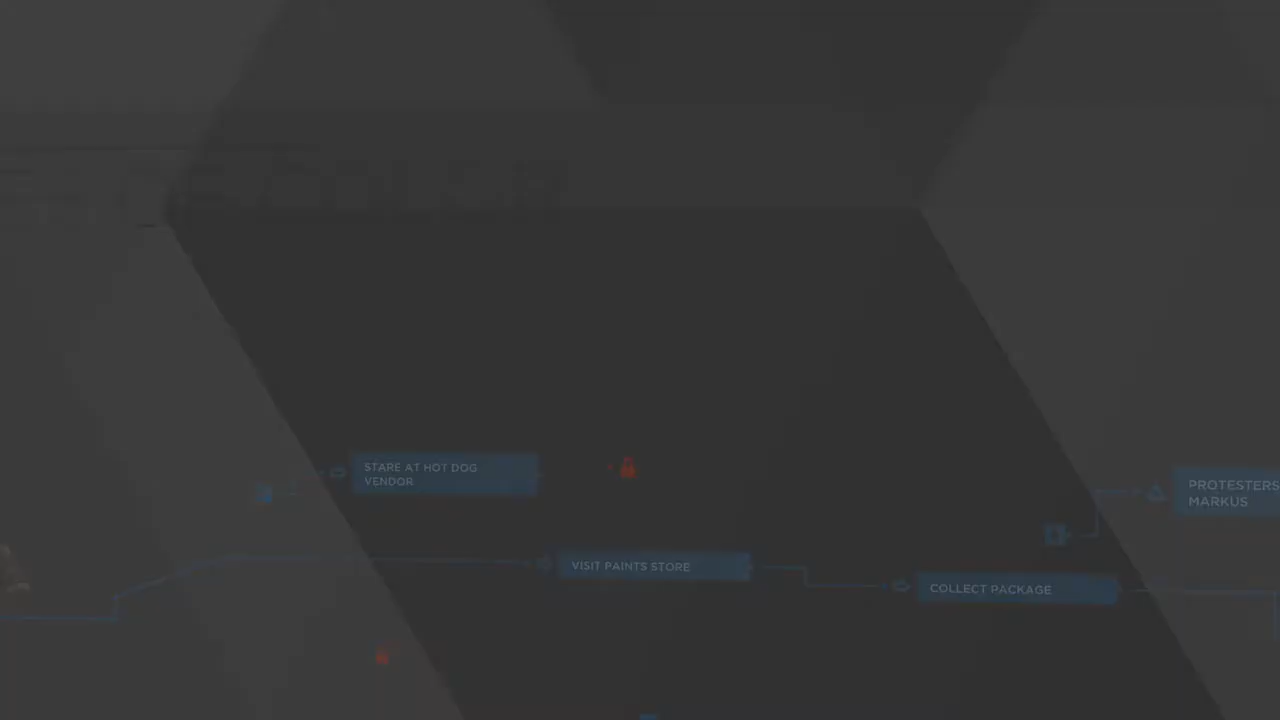 STARE AT HOT DOG
VENDOR
PROTESTERS
MARKUS
VISIT PAINTS STORE
COLLECT PACKAGE